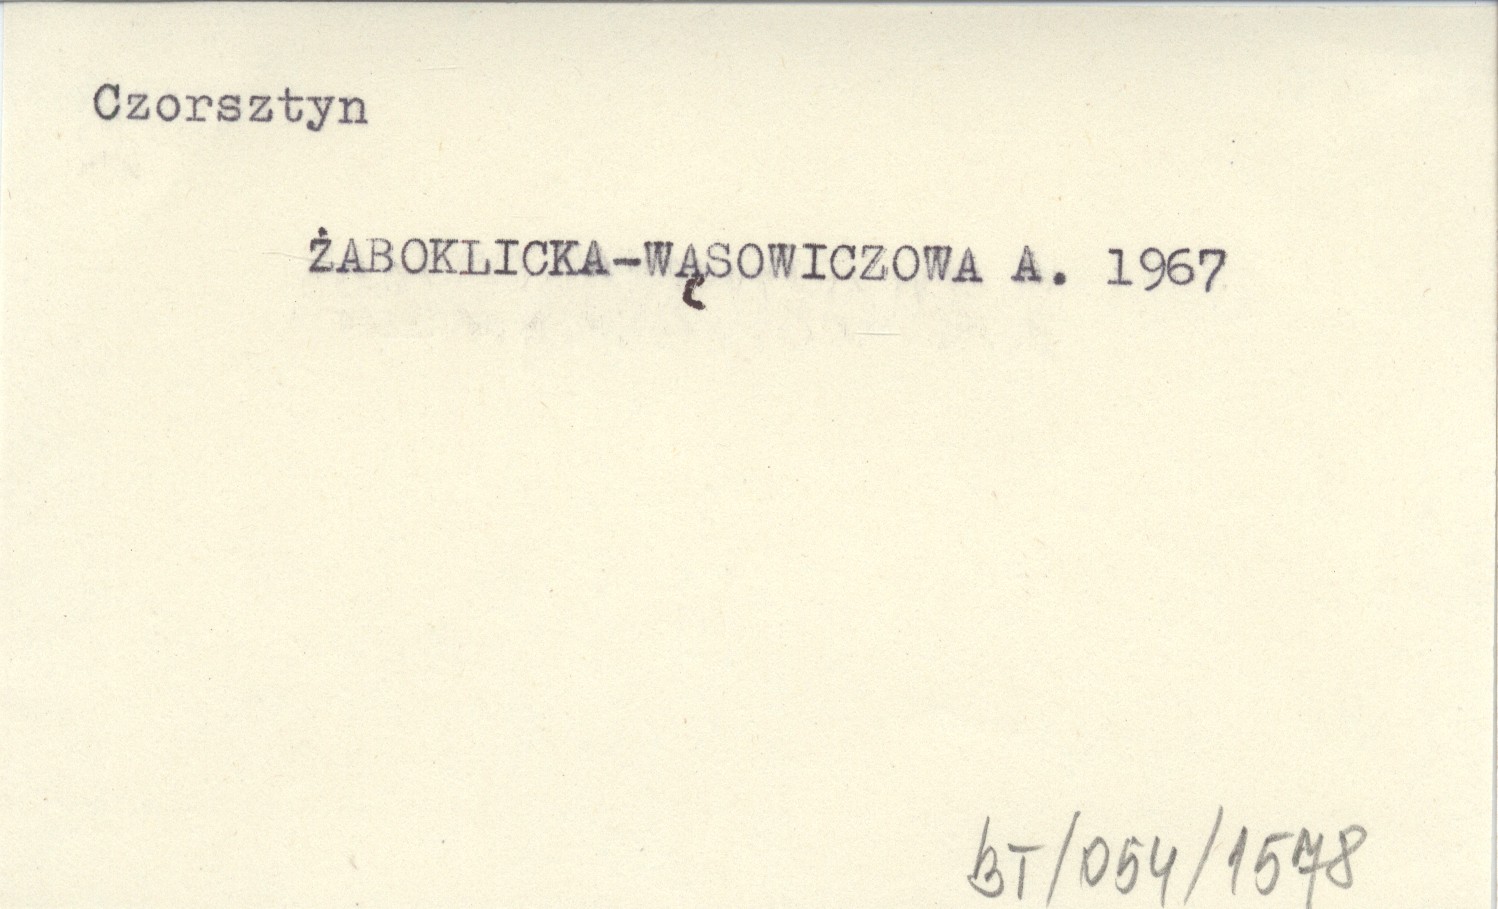 Czorsztyn
ŻABOKLICKA-WĄSOWICZOWA A. 1967
BT/054/1578